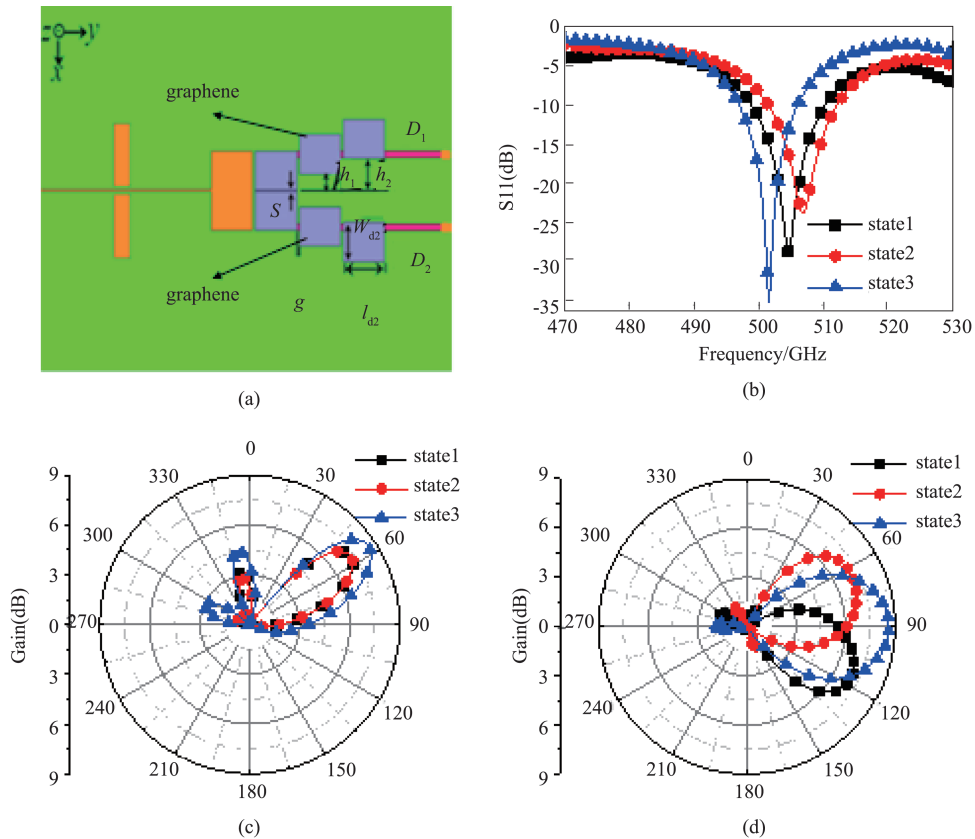 z y
x
graphene
D1
h1 h2
S
Wd2
D2
graphene
g
ld2
(a)
S11(dB)
0
-5
-10
-15
-20
-25
-30
-35
state1
state2
state3
470 480 490 500 510 520 530
Frequency/GHz
(b)
Gain(dB)
9
6
3
0
3
6
9
0
30
60
90
120
150
180
210
240
270
300
330
state1
state2
state3
(c)
Gain(dB)
9
6
3
0
3
6
9
0
30
60
90
120
150
180
210
240
270
300
330
state1
state2
state3
(d)